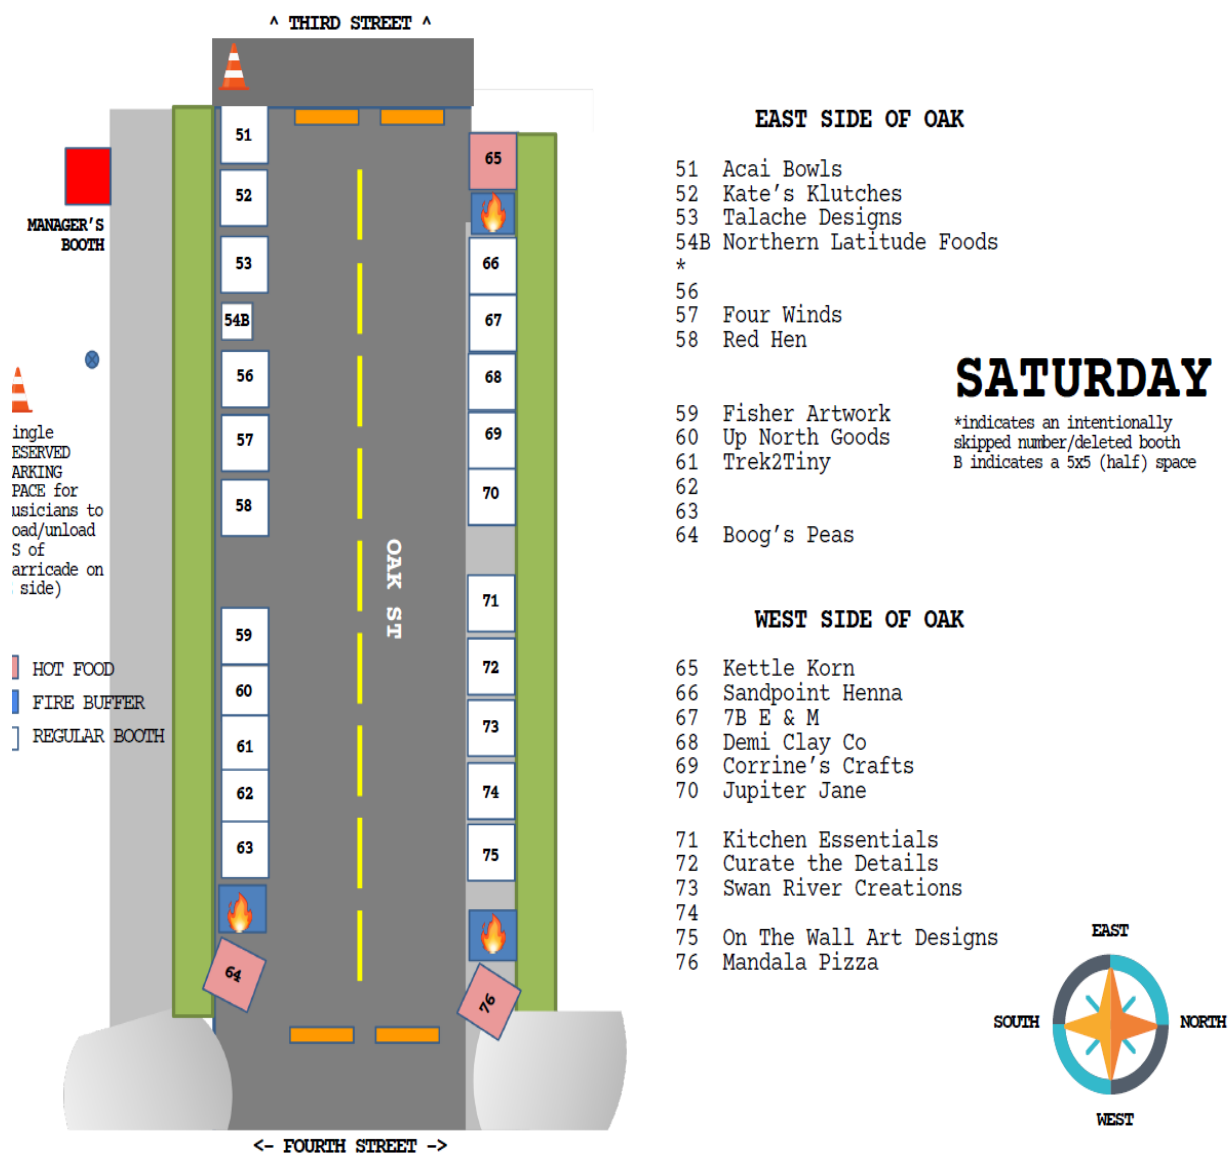 ^ THIRD STREET ^
51
52
53
54B
56
57
58
59
60
61
62
63
64
65
66
67
68
69
70
71
72
73
74
75
76
OAK ST
<- FOURTH STREET ->
MANAGER'S
BOOTH
ingle
ESERVED
ARKING
PACE for
usicians to
oad/unload
S of
arricade on
side)
HOT FOOD
FIRE BUFFER
REGULAR BOOTH
EAST SIDE OF OAK
51 Acai Bowls
52 Kate's Klutches
53 Talache Designs
54B Northern Latitude Foods
*
56
57 Four Winds
58 Red Hen
59 Fisher Artwork
60 Up North Goods
61 Trek2Tiny
62
63
64 Boog's Peas
SATURDAY
*indicates an intentionally
skipped number/deleted booth
B indicates a 5x5 (half) space
WEST SIDE OF OAK
65 Kettle Korn
66 Sandpoint Henna
67 7B E & M
68 Demi Clay Co
69 Corrine's Crafts
70 Jupiter Jane
71 Kitchen Essentials
72 Curate the Details
73 Swan River Creations
74
75 On The Wall Art Designs
76 Mandala Pizza
EAST
SOUTH
NORTH
WEST